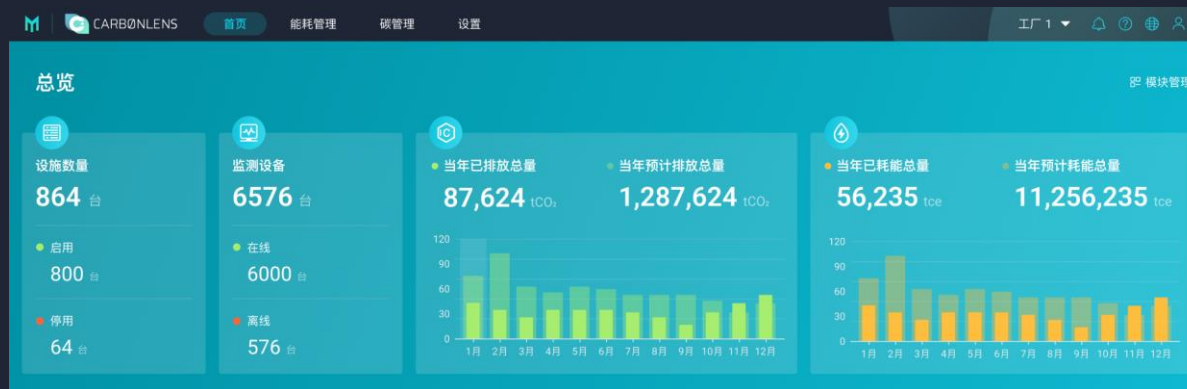 CARBØNLENS 首页 能耗管理 碳管理 设置 工厂 1
总览
模块管理
设施数量
864 台
启用
800 台
停用
64 台
监测设备
6576 台
在线
6000 台
离线
576 台
当年已排放总量 当年预计排放总量
87,624 tCO₂ 1,287,624 tCO₂
120
90
60
30
0
1月 2月 3月 4月 5月 6月 7月 8月 9月 10月 11月 12月
当年已耗能总量 当年预计耗能总量
56,235 tce 11,256,235 tce
120
90
60
30
0
1月 2月 3月 4月 5月 6月 7月 8月 9月 10月 11月 12月